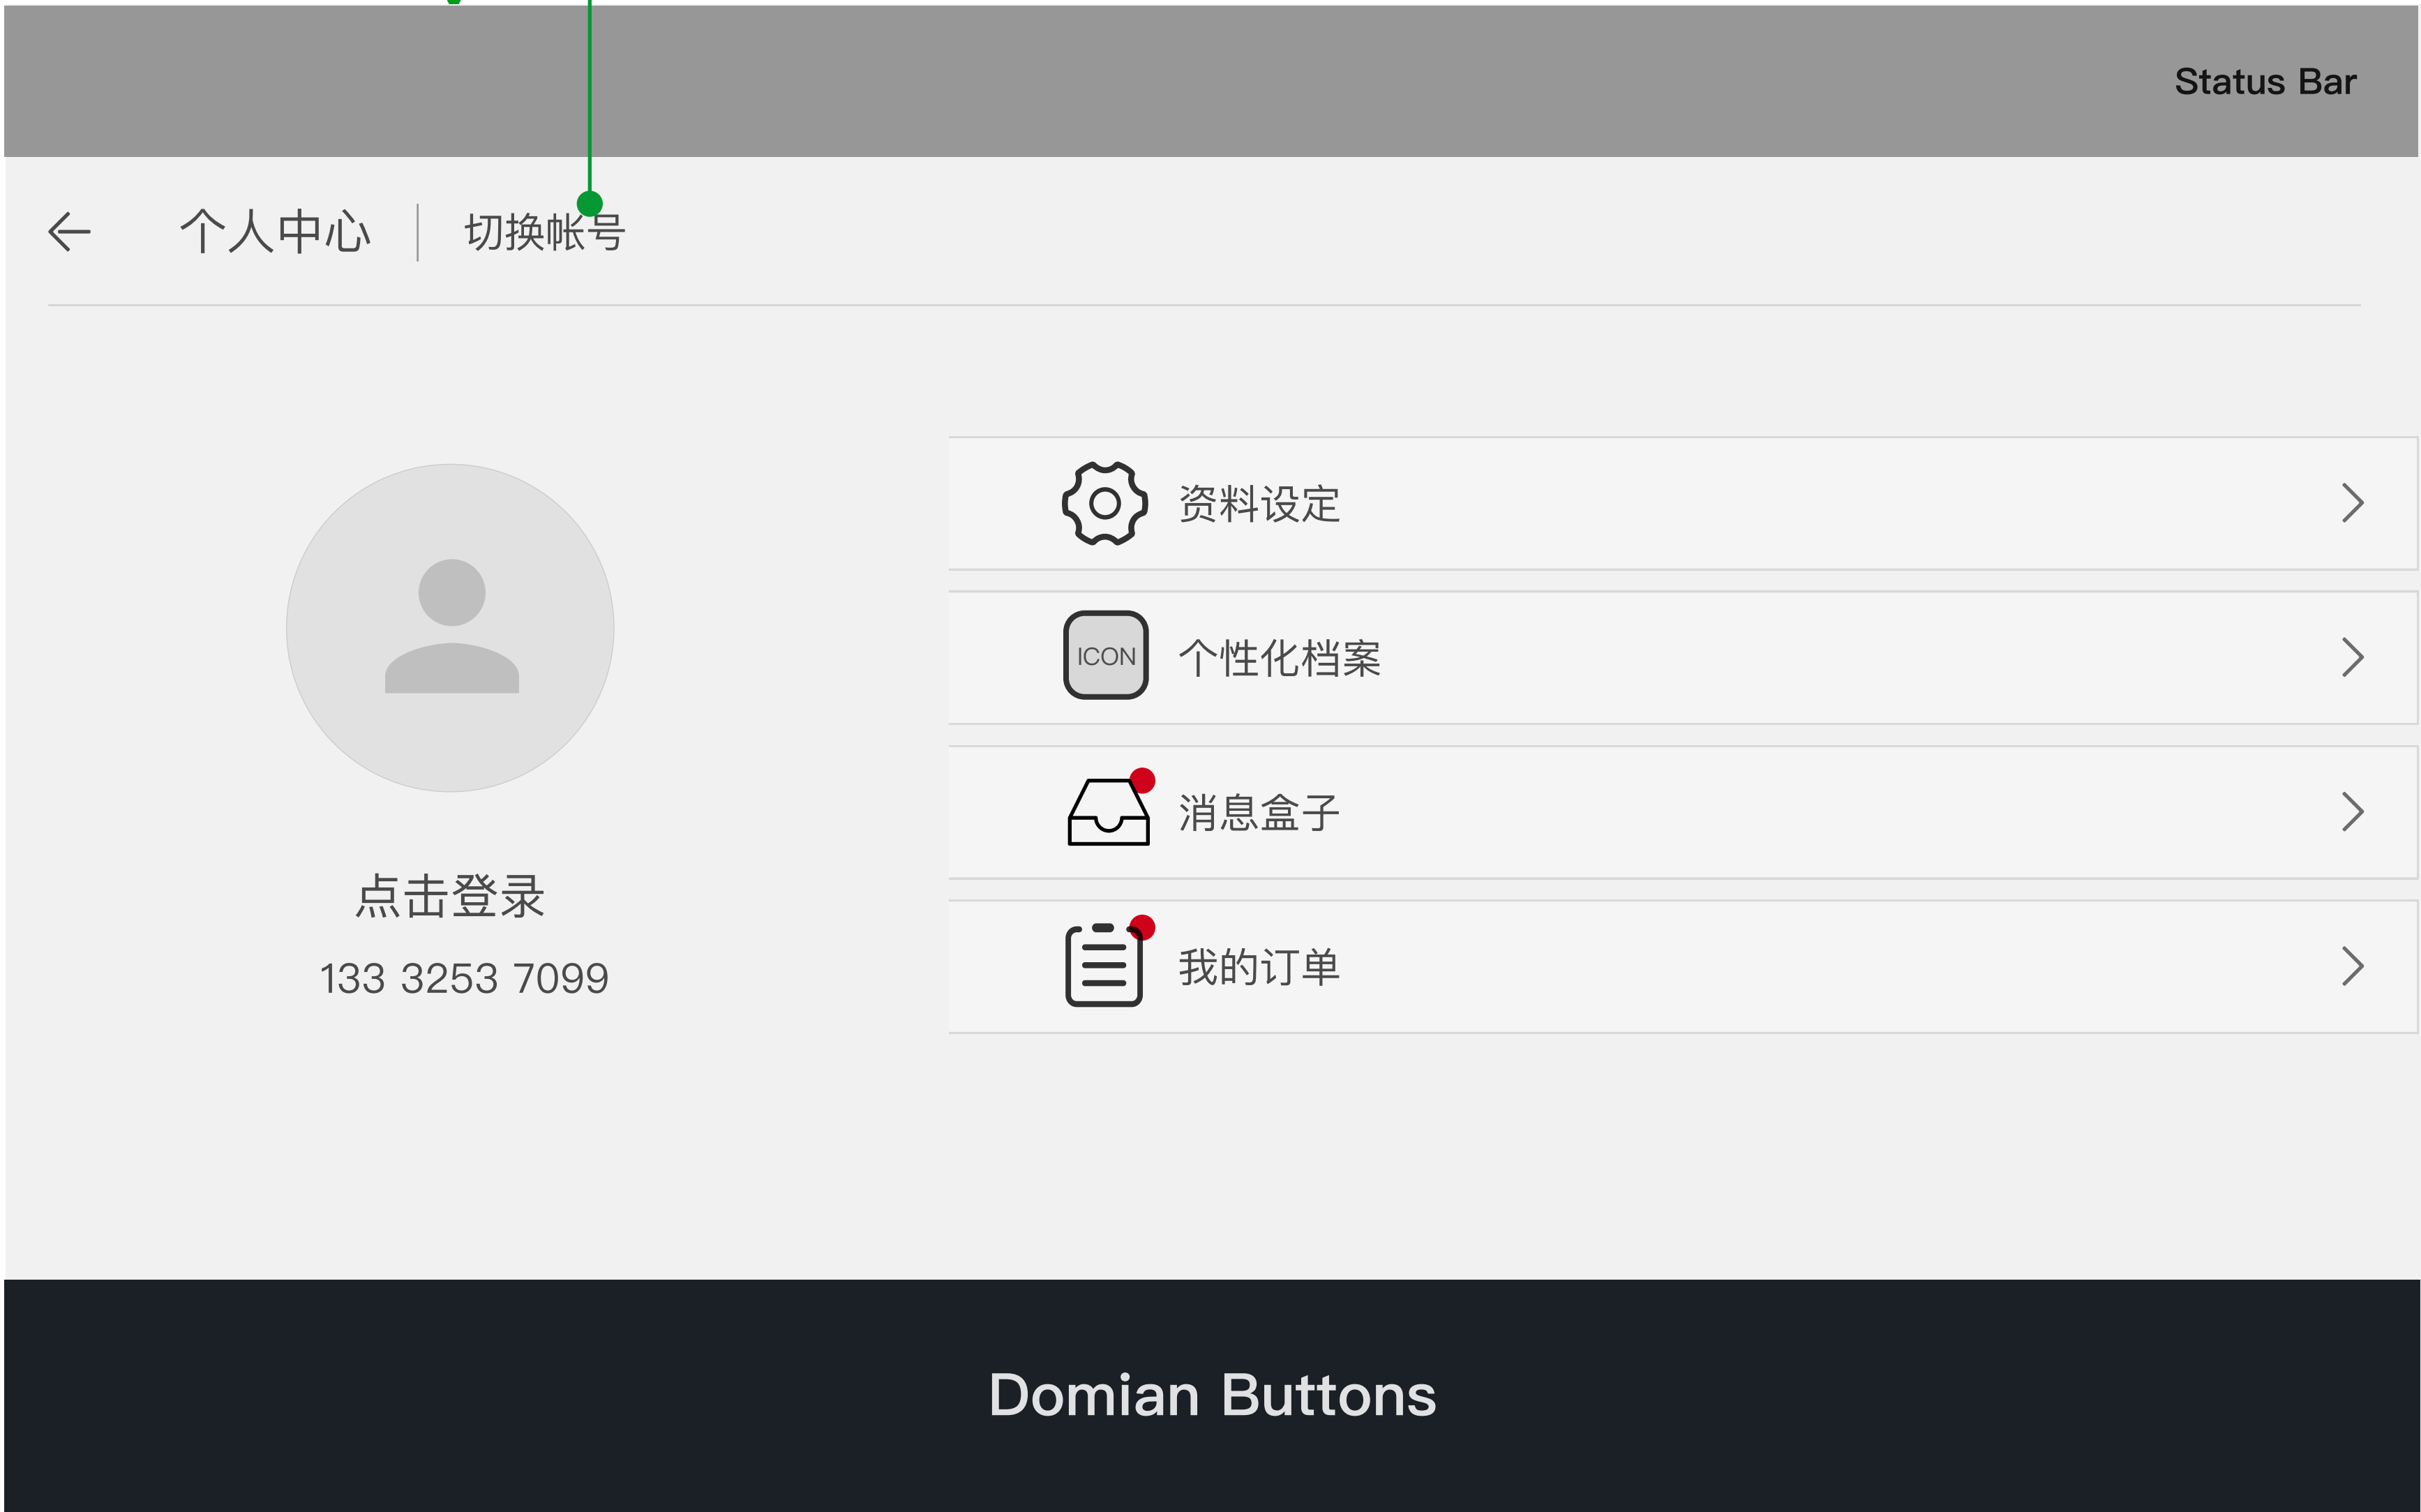 Status Bar
个人中心
切换帐号
资料设定
ICON
个性化档案
消息盒子
我的订单
点击登录
133 3253 7099
Domian Buttons